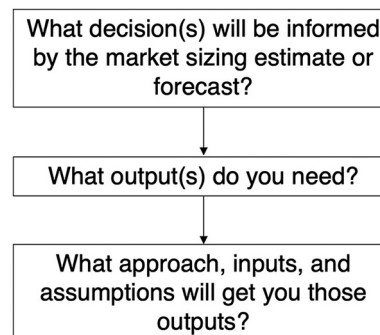 What decision(s) will be informed
by the market sizing estimate or
forecast?
What output(s) do you need?
What approach, inputs, and
assumptions will get you those
outputs?